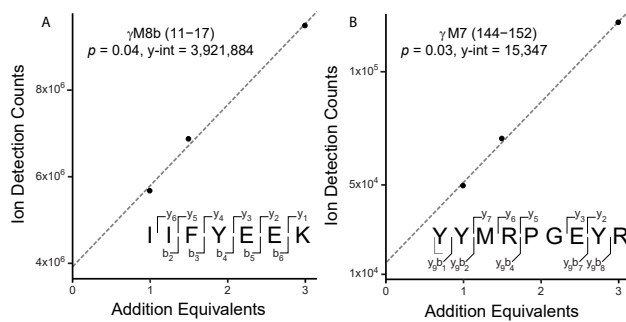 A
γM8b (11−17)
p = 0.04, y-int = 3,921,884
Ion Detection Counts
8x10⁶
6x10⁶
4x10⁶
y₆ y₅ y₄ y₃ y₂ y₁
I I F Y E E K
b₂ b₃ b₄ b₅ b₆
0 1 2 3
Addition Equivalents
B
γM7 (144−152)
p = 0.03, y-int = 15,347
Ion Detection Counts
1x10⁵
5x10⁴
1x10⁴
y₇ y₆ y₅ y₃ y₂
Y Y M R P G E Y R
y₉b₁ y₉b₂ y₉b₄ y₉b₇ y₉b₈
0 1 2 3
Addition Equivalents